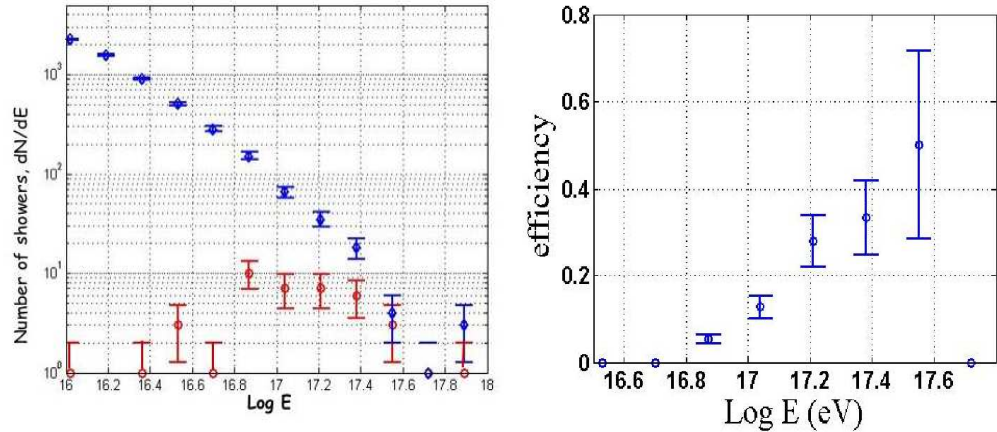 Number of showers, dN/dE
10^3
10^2
10^1
10^0
16 16.2 16.4 16.6 16.8 17 17.2 17.4 17.6 17.8 18
Log E
efficiency
0.8
0.6
0.4
0.2
0
16.6 16.8 17 17.2 17.4 17.6
Log E (eV)